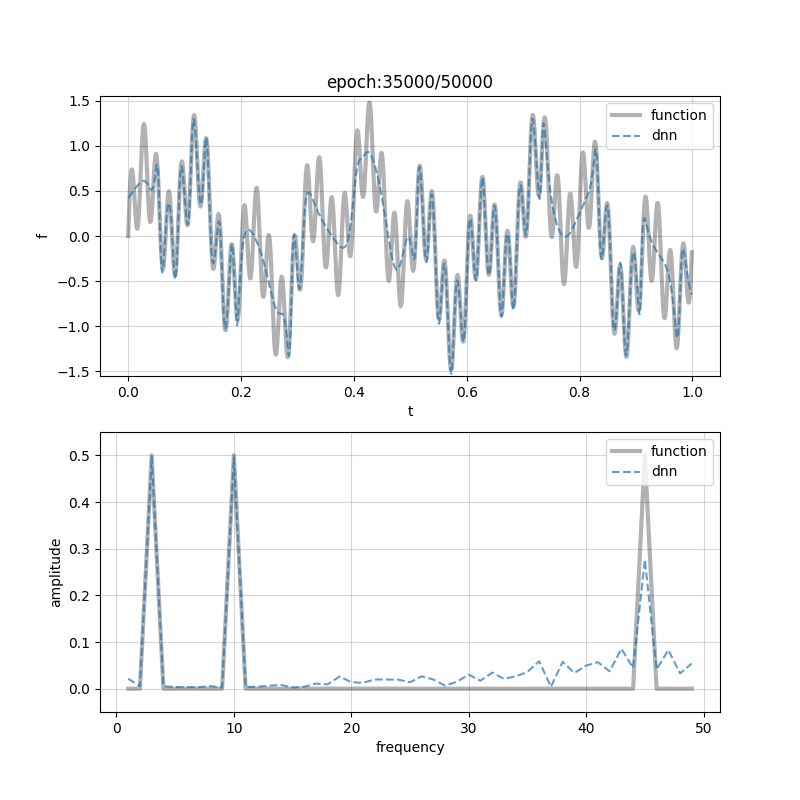 epoch:35000/50000
1.5
1.0
0.5
0.0
−0.5
−1.0
−1.5
f
function
dnn
0.0 0.2 0.4 0.6 0.8 1.0
t
0.5
0.4
0.3
0.2
0.1
0.0
amplitude
function
dnn
0 10 20 30 40 50
frequency